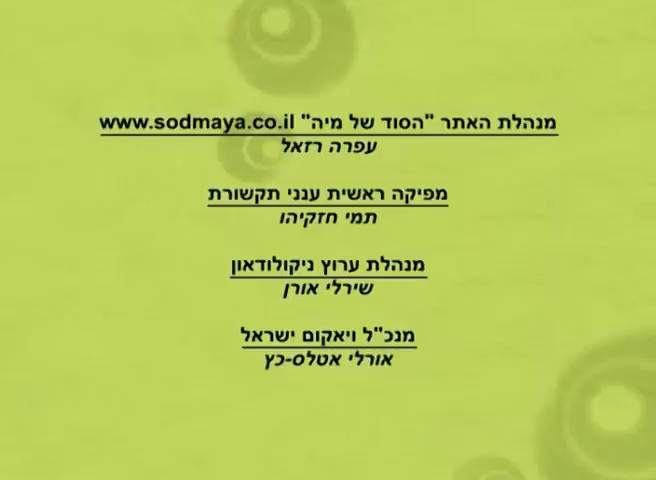 מנהלת האתר "הסוד של מיה" www.sodmaya.co.il
עפרה רזאל
מפיקה ראשית ענני תקשורת
תמי חזקיהו
מנהלת ערוץ ניקולודאון
שירלי אורן
מנכ"ל ויאקום ישראל
אורלי אטלס-כץ